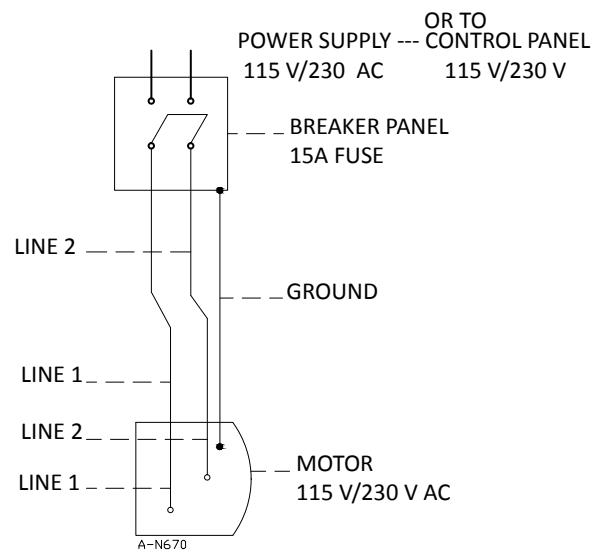 OR TO
POWER SUPPLY --- CONTROL PANEL
115 V/230 AC 115 V/230 V
BREAKER PANEL
15A FUSE
LINE 2
GROUND
LINE 1
LINE 2
LINE 1
MOTOR
115 V/230 V AC
A-N670